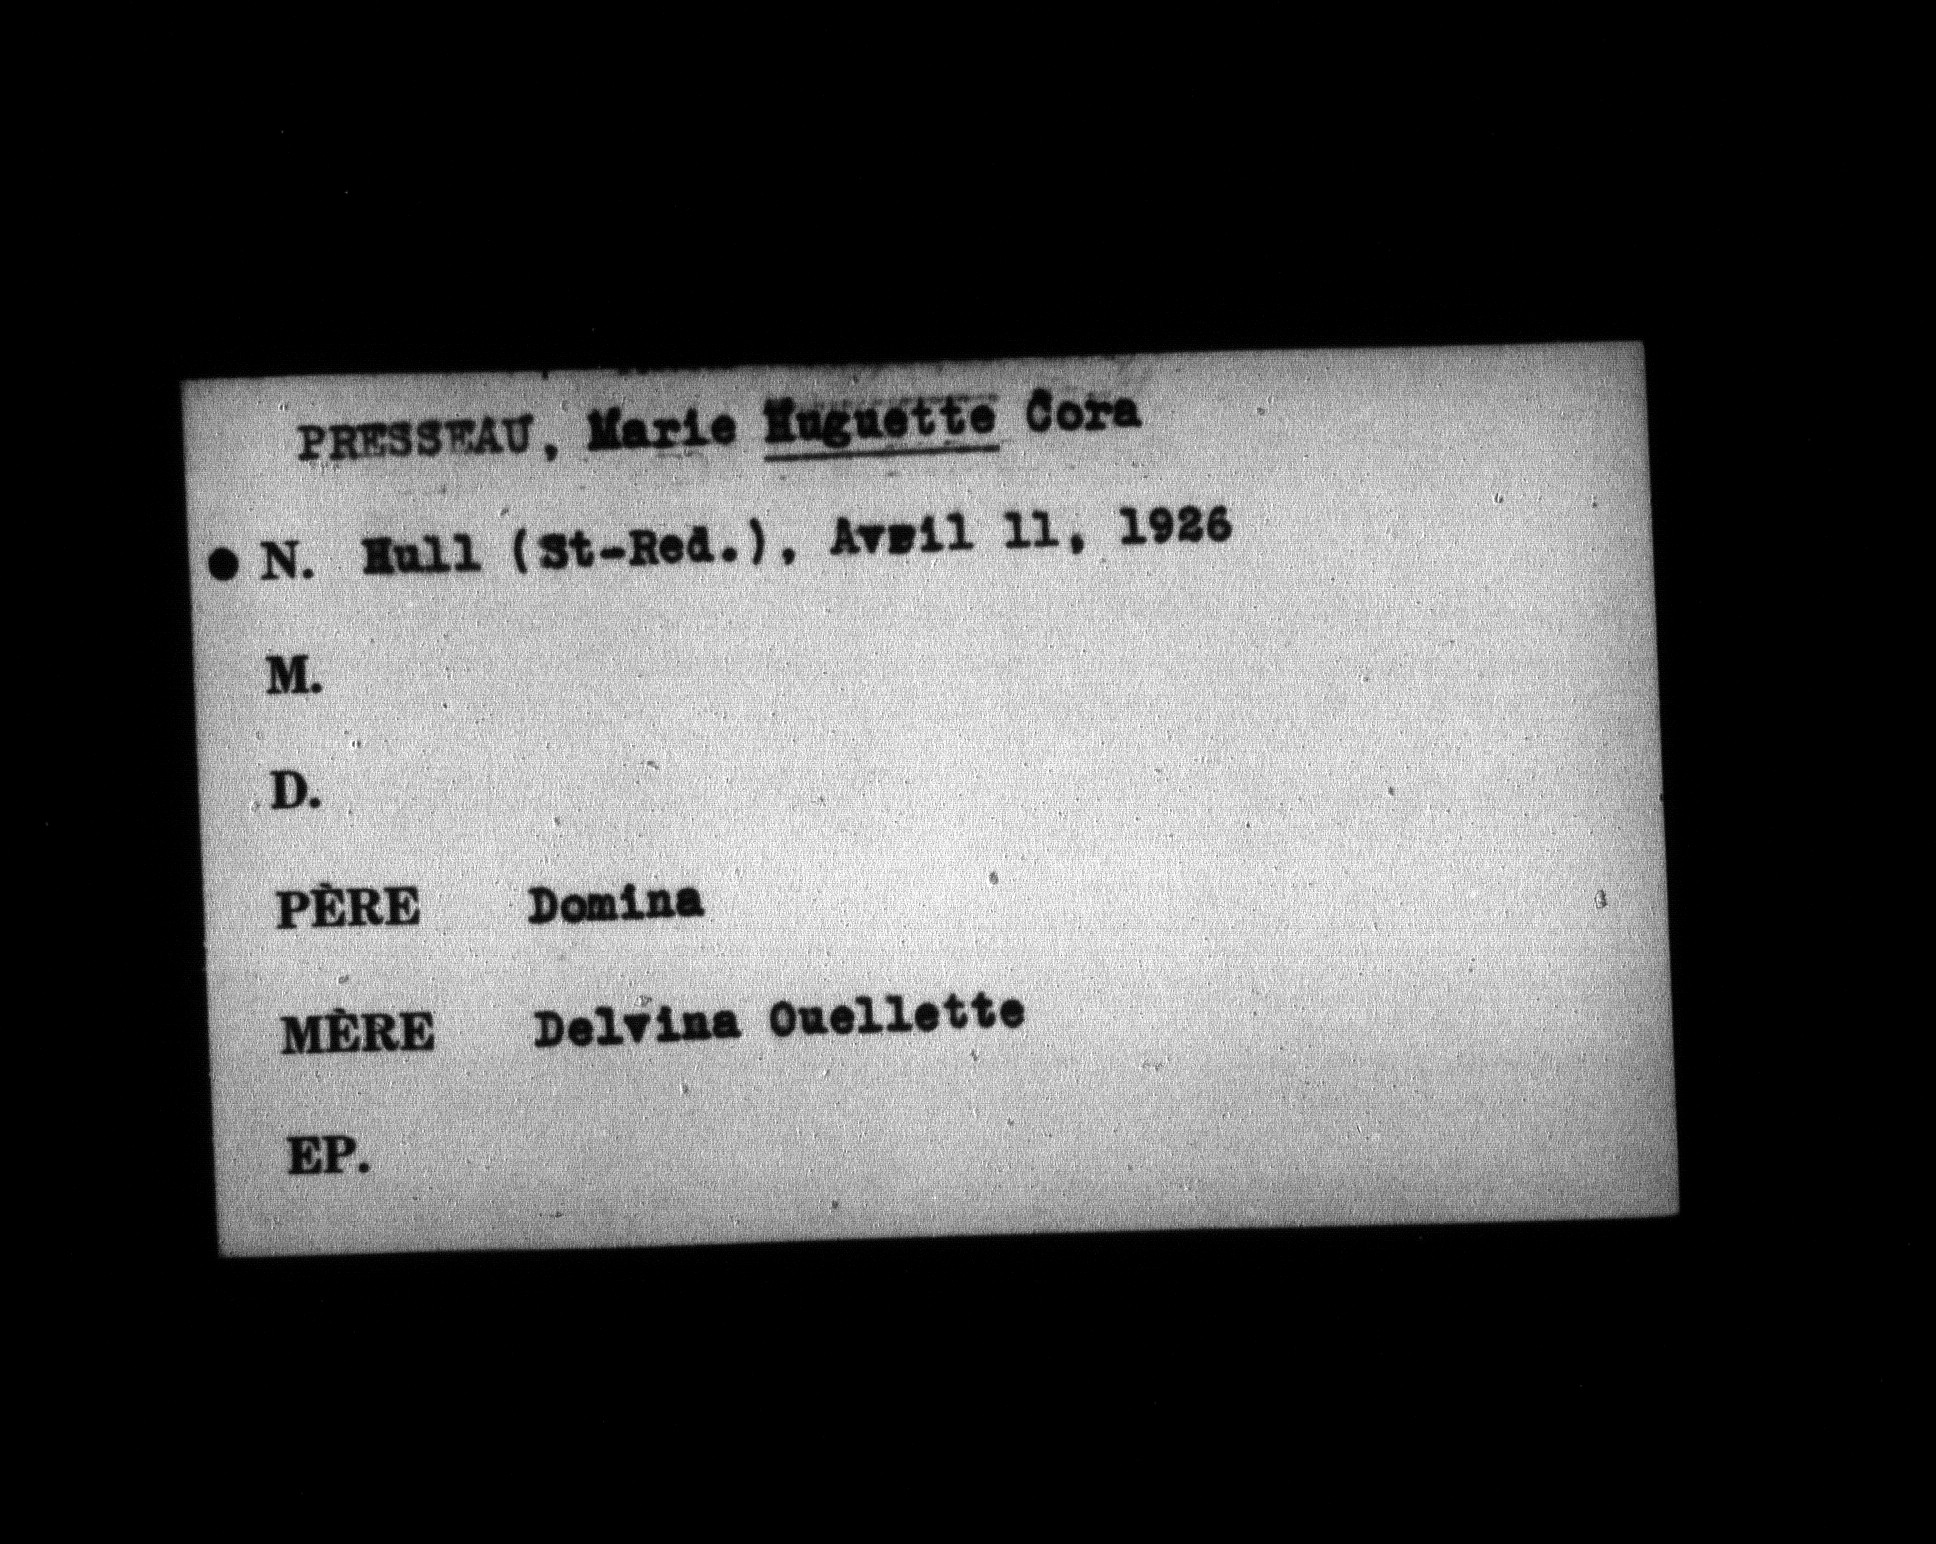 PRESSEAU, Marie Huguette Cora
● N. Hull (St-Red.), Avril 11, 1926
M.
D.
PÈRE Domina
MÈRE Delvina Ouellette
EP.